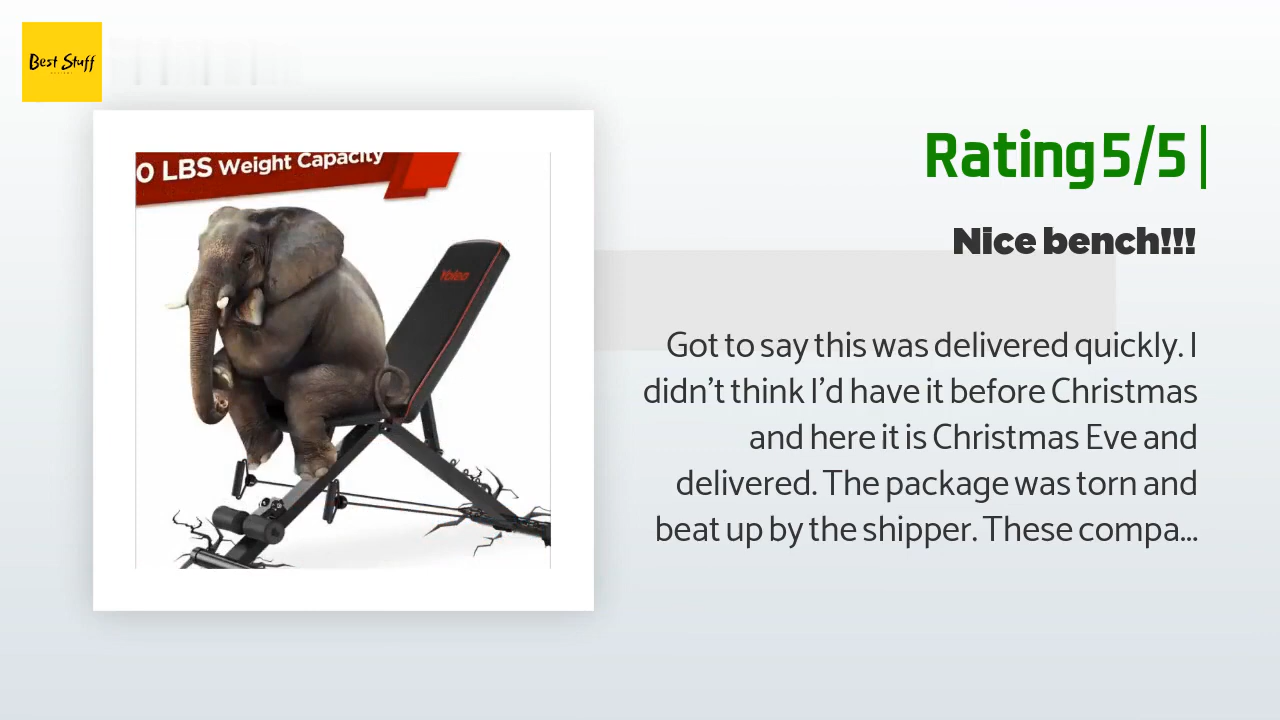 Best Stuff
0 LBS Weight Capacity
Yoleo
Rating 5/5 |
Nice bench!!!
Got to say this was delivered quickly. I
didn't think I'd have it before Christmas
and here it is Christmas Eve and
delivered. The package was torn and
beat up by the shipper. These compa...